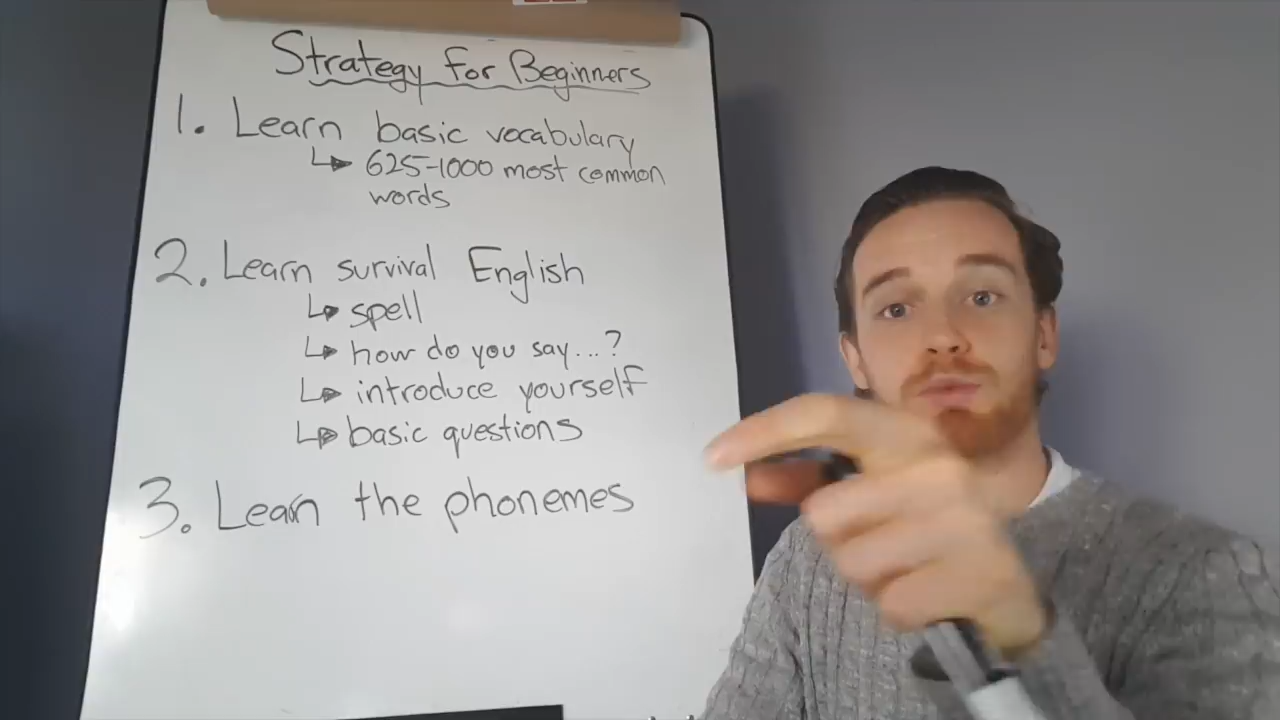 Strategy for Beginners
1. Learn basic vocabulary
↳ 625-1000 most common
words
2. Learn survival English
↳ spell
↳ how do you say...?
↳ introduce yourself
↳ basic questions
3. Learn the phonemes